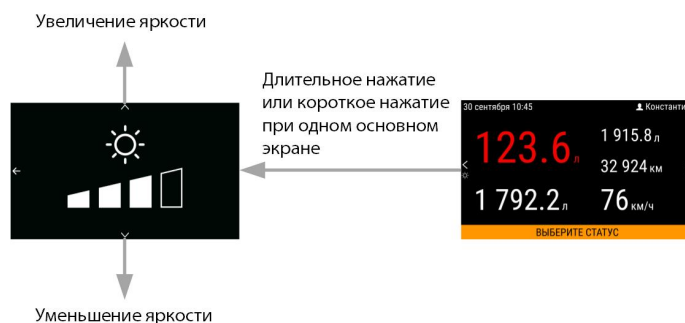 Увеличение яркости
Длительное нажатие
или короткое нажатие
при одном основном
экране
30 сентября 10:45
Константи
123.6 л
1 915.8 л
32 924 км
1 792.2 л
76 км/ч
ВЫБЕРИТЕ СТАТУС
Уменьшение яркости